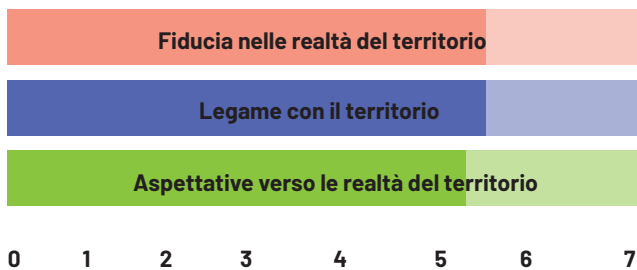 Fiducia nelle realtà del territorio
Legame con il territorio
Aspettative verso le realtà del territorio
0 1 2 3 4 5 6 7